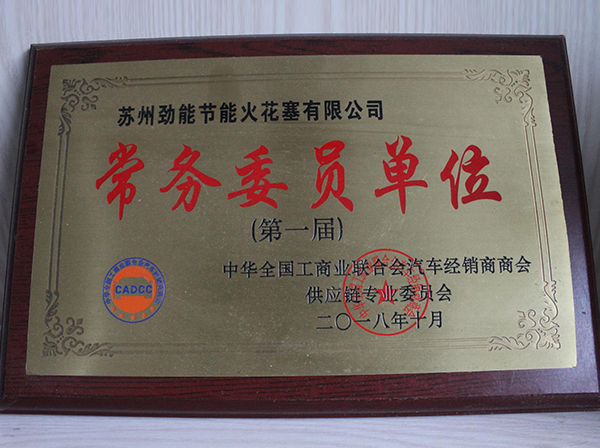 苏州劲能节能火花塞有限公司
常务委员单位
(第一届)
中华全国工商业联合会汽车经销商商会
供应链专业委员会
二〇一八年十月
CADCC